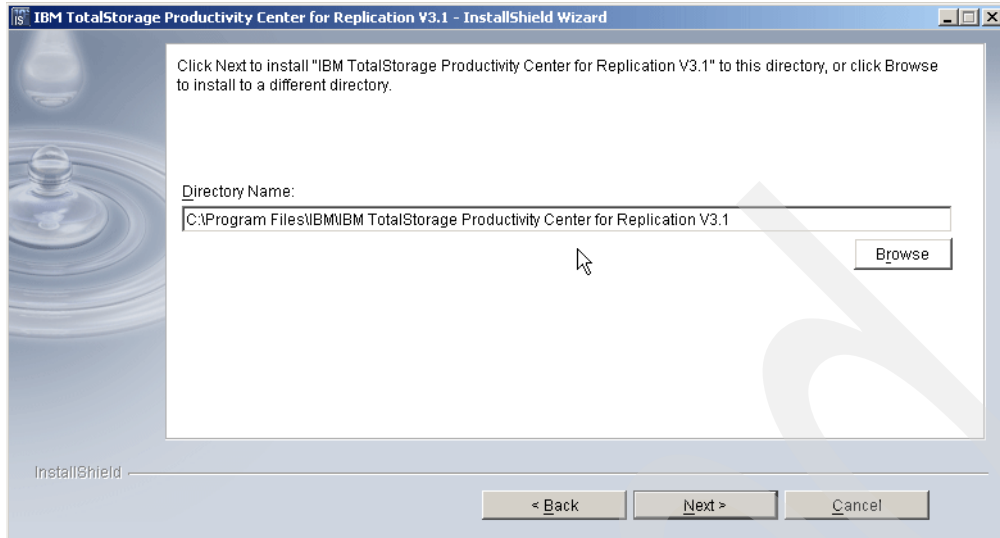 IBM TotalStorage Productivity Center for Replication V3.1 - InstallShield Wizard
Click Next to install "IBM TotalStorage Productivity Center for Replication V3.1" to this directory, or click Browse
to install to a different directory.
Directory Name:
C:\Program Files\IBM\IBM TotalStorage Productivity Center for Replication V3.1
Browse
InstallShield
< Back Next > Cancel